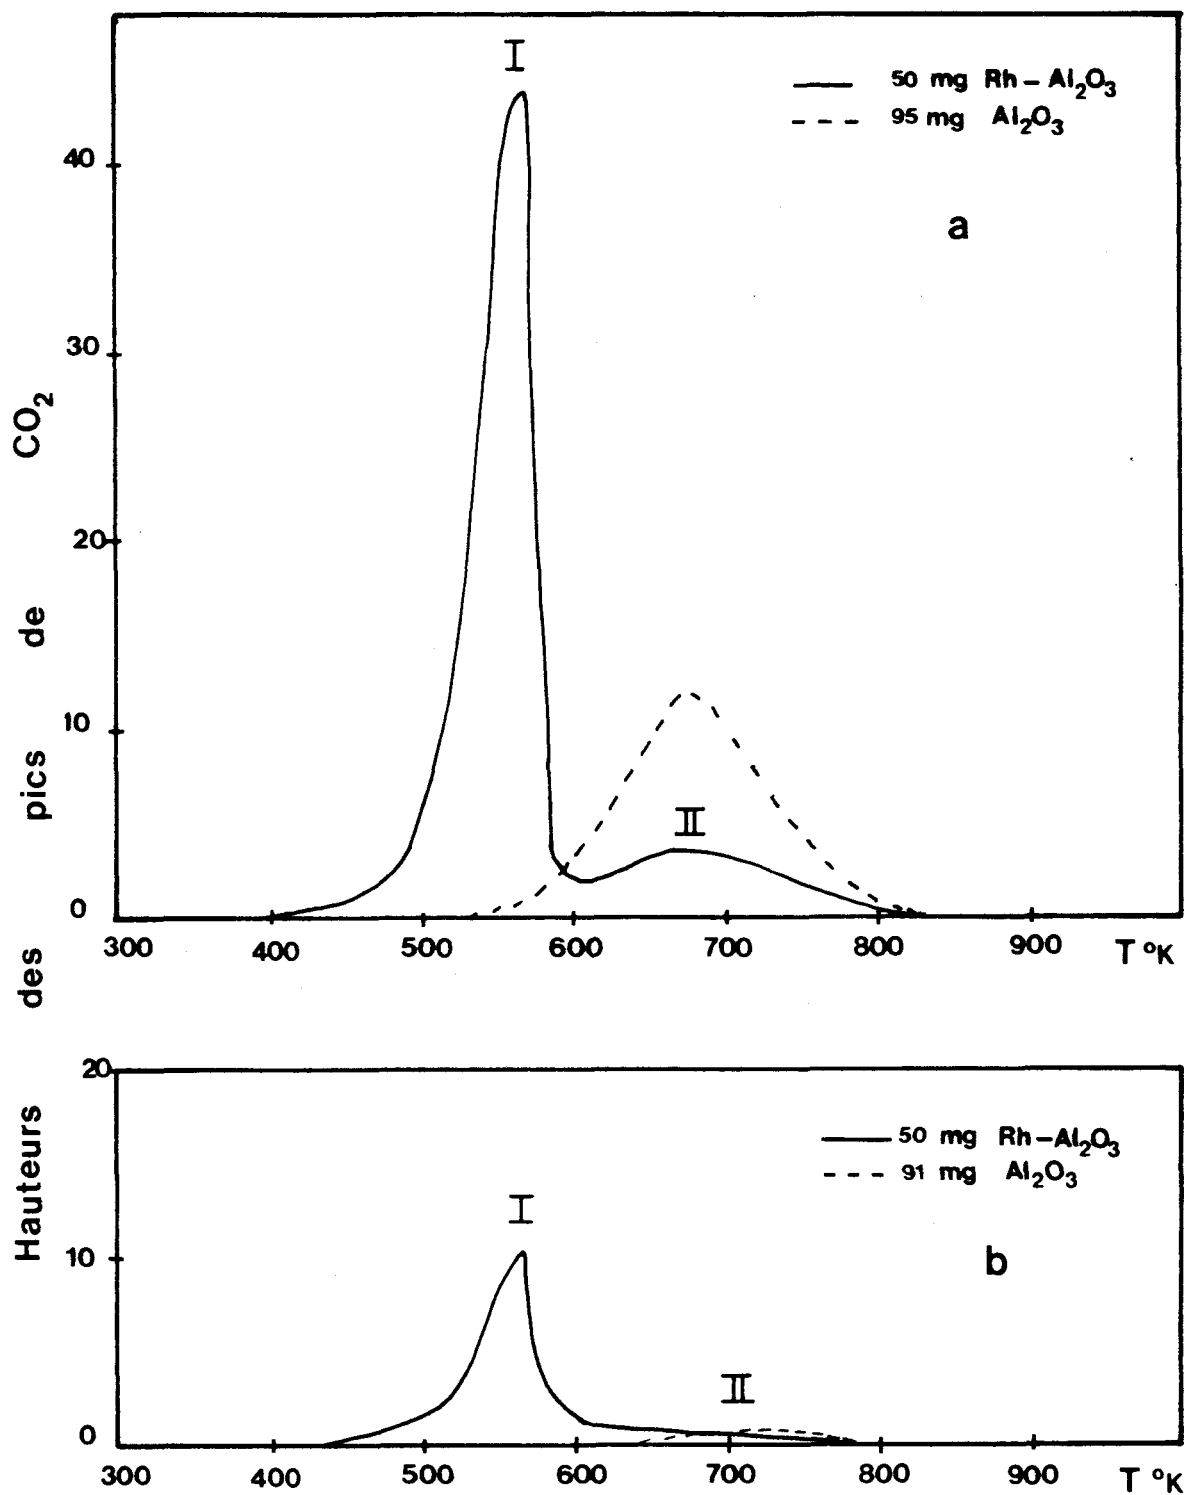 I
50 mg Rh – Al₂O₃
95 mg Al₂O₃
a
40
30
20
10
0
II
300 400 500 600 700 800 900 T °K
Hauteurs des pics de CO₂
20
50 mg Rh – Al₂O₃
91 mg Al₂O₃
I
b
10
II
0
300 400 500 600 700 800 900 T °K